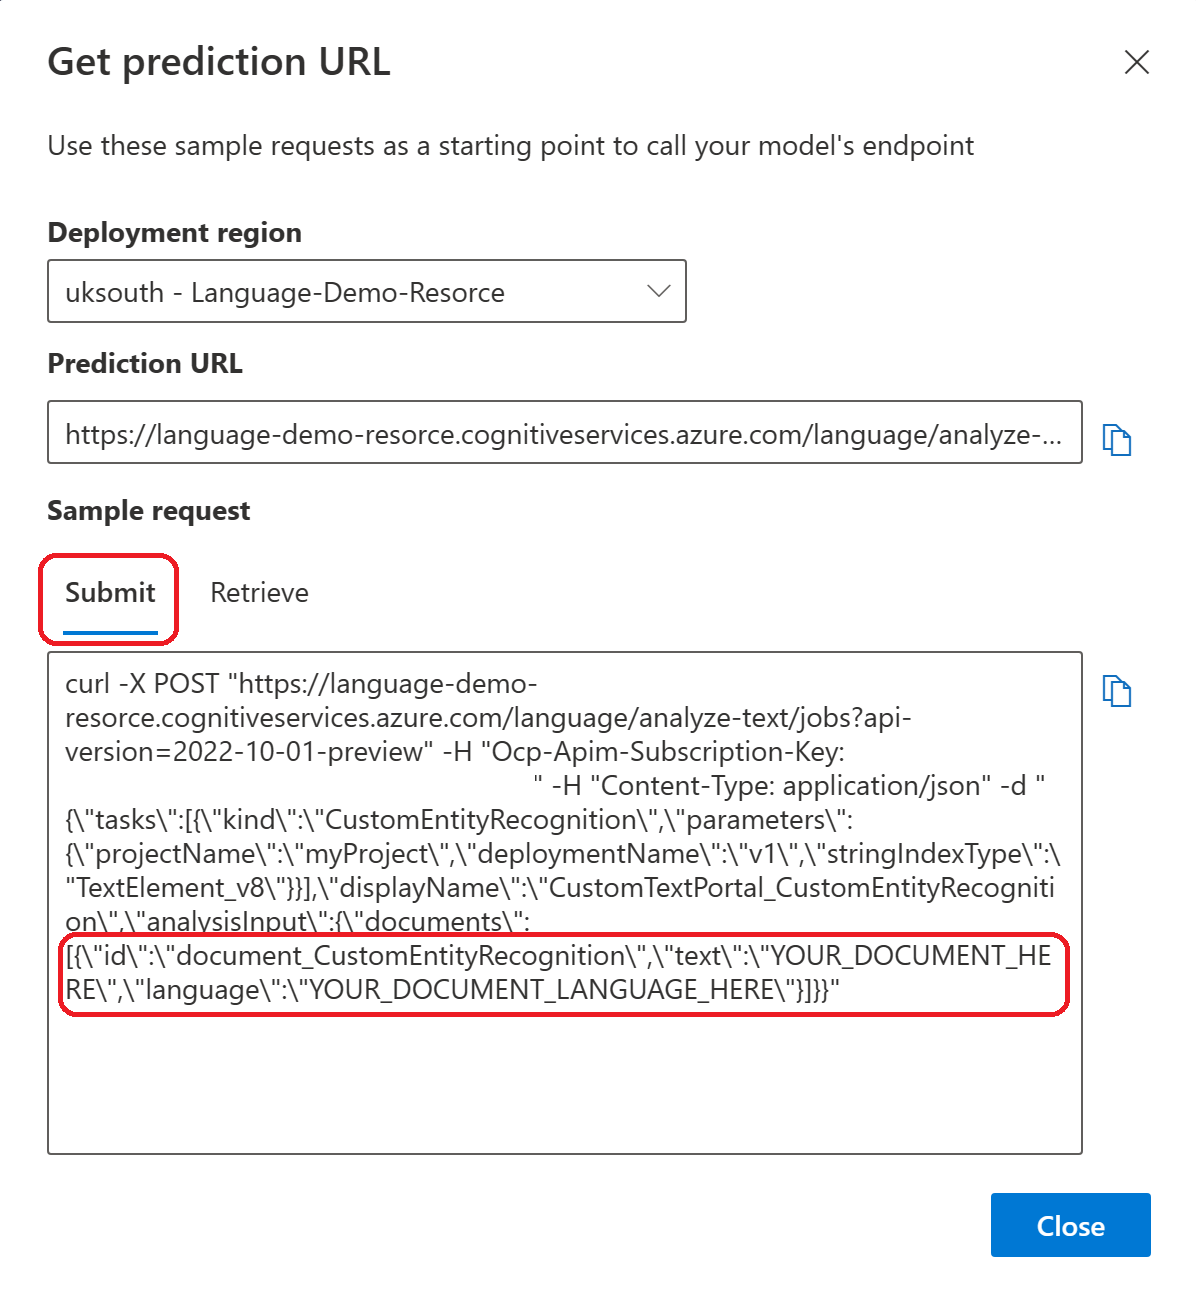 Get prediction URL
Use these sample requests as a starting point to call your model's endpoint
Deployment region
uksouth - Language-Demo-Resorce
Prediction URL
https://language-demo-resorce.cognitiveservices.azure.com/language/analyze-...
Sample request
Submit Retrieve
curl -X POST "https://language-demo-
resorce.cognitiveservices.azure.com/language/analyze-text/jobs?api-
version=2022-10-01-preview" -H "Ocp-Apim-Subscription-Key:
" -H "Content-Type: application/json" -d "
{\"tasks\":[{\"kind\":\"CustomEntityRecognition\",\"parameters\":
{\"projectName\":\"myProject\",\"deploymentName\":\"v1\",\"stringIndexType\":\
"TextElement_v8\"}}],\"displayName\":\"CustomTextPortal_CustomEntityRecogniti
on\",\"analysisInput\":{\"documents\":
[{\"id\":\"document_CustomEntityRecognition\",\"text\":\"YOUR_DOCUMENT_HE
RE\",\"language\":\"YOUR_DOCUMENT_LANGUAGE_HERE\"}]}}"
Close